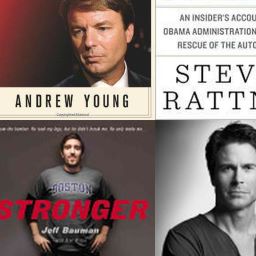 ANDREW YOUNG
AN INSIDER'S ACCOU
OBAMA ADMINISTRATION
RESCUE OF THE AUTO
STEV
RATTN
BOSTON
STRONGER
Jeff Bauman